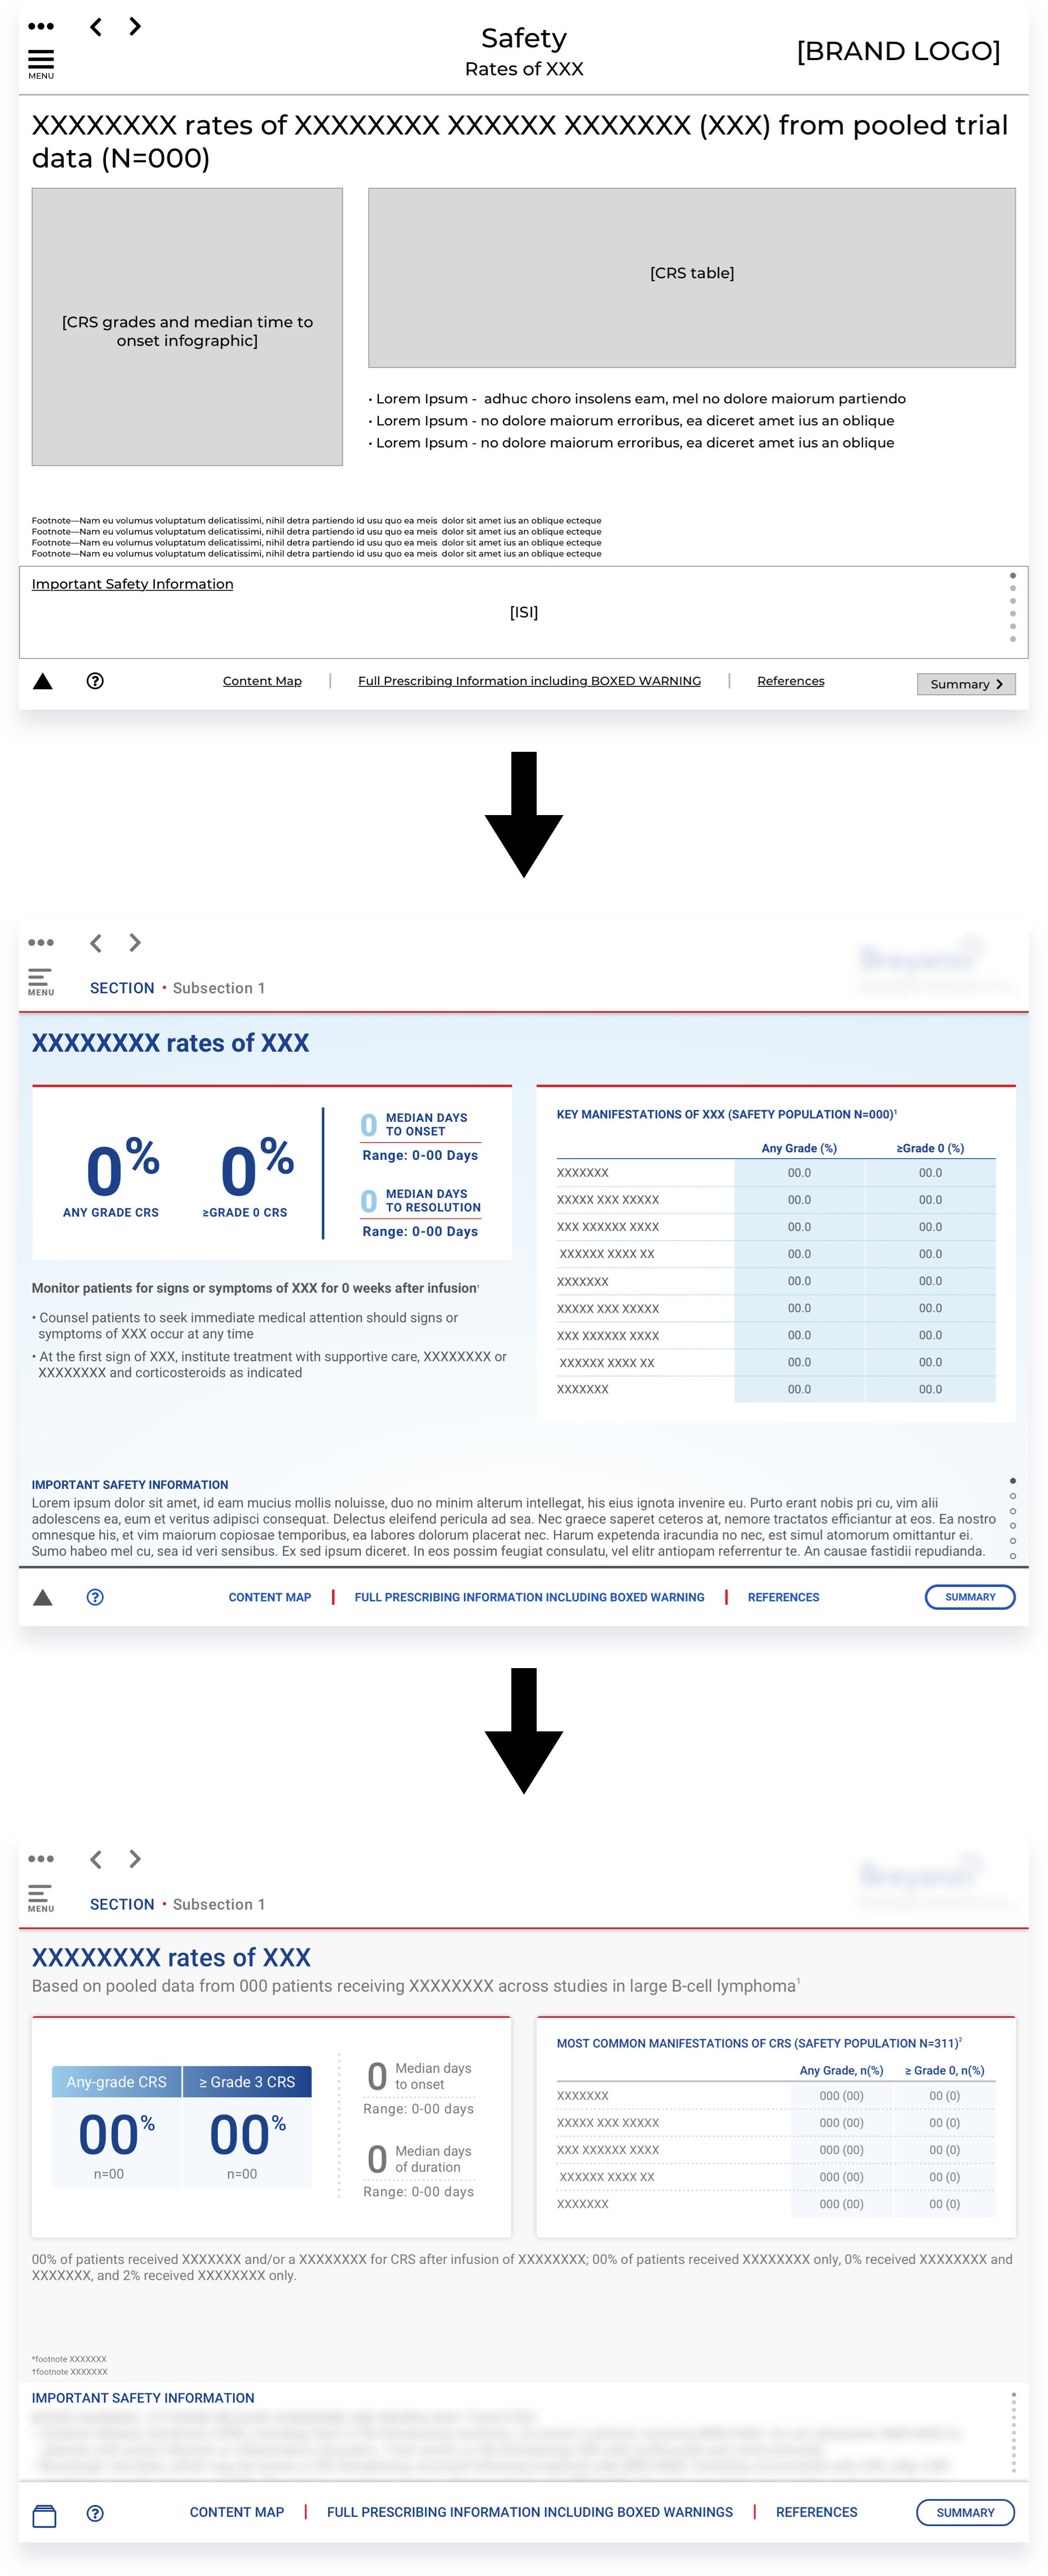 Safety
Rates of XXX
[BRAND LOGO]
MENU
XXXXXXXX rates of XXXXXXXX XXXXXX XXXXXXX (XXX) from pooled trial
data (N=000)
[CRS grades and median time to
onset infographic]
[CRS table]
• Lorem Ipsum - adhuc choro insolens eam, mel no dolore maiorum partiendo
• Lorem Ipsum - no dolore maiorum erroribus, ea diceret amet ius an oblique
• Lorem Ipsum - no dolore maiorum erroribus, ea diceret amet ius an oblique
Footnote—Nam eu volumus voluptatum delicatissimi, nihil detra partiendo id usu quo ea meis dolor sit amet ius an oblique ecteque
Footnote—Nam eu volumus voluptatum delicatissimi, nihil detra partiendo id usu quo ea meis dolor sit amet ius an oblique ecteque
Footnote—Nam eu volumus voluptatum delicatissimi, nihil detra partiendo id usu quo ea meis dolor sit amet ius an oblique ecteque
Footnote—Nam eu volumus voluptatum delicatissimi, nihil detra partiendo id usu quo ea meis dolor sit amet ius an oblique ecteque
Important Safety Information
[ISI]
Content Map | Full Prescribing Information including BOXED WARNING | References
Summary
MENU
SECTION • Subsection 1
Breyanzi
XXXXXXXX rates of XXX
0% 0%
ANY GRADE CRS ≥GRADE 0 CRS
0 MEDIAN DAYS
TO ONSET
Range: 0-00 Days
0 MEDIAN DAYS
TO RESOLUTION
Range: 0-00 Days
Monitor patients for signs or symptoms of XXX for 0 weeks after infusion¹
• Counsel patients to seek immediate medical attention should signs or
symptoms of XXX occur at any time
• At the first sign of XXX, institute treatment with supportive care, XXXXXXXX or
XXXXXXXX and corticosteroids as indicated
KEY MANIFESTATIONS OF XXX (SAFETY POPULATION N=000)¹
Any Grade (%) ≥Grade 0 (%)
XXXXXXX 00.0 00.0
XXXXX XXX XXXXX 00.0 00.0
XXX XXXXXX XXXX 00.0 00.0
XXXXXX XXXX XX 00.0 00.0
XXXXXXX 00.0 00.0
XXXXX XXX XXXXX 00.0 00.0
XXX XXXXXX XXXX 00.0 00.0
XXXXXX XXXX XX 00.0 00.0
XXXXXXX 00.0 00.0
IMPORTANT SAFETY INFORMATION
Lorem ipsum dolor sit amet, id eam mucius mollis noluisse, duo no minim alterum intellegat, his eius ignota invenire eu. Purto erant nobis pri cu, vim alii
adolescens ea, eum et veritus adipisci consequat. Delectus eleifend pericula ad sea. Nec graece saperet ceteros at, nemore tractatos efficiantur at eos. Ea nostro
omnesque his, et vim maiorum copiosae temporibus, ea labores dolorum placerat nec. Harum expetenda iracundia no nec, est simul atomorum omittantur ei.
Sumo habeo mel cu, sea id veri sensibus. Ex sed ipsum diceret. In eos possim feugiat consulatu, vel elitr antiopam referrentur te. An causae fastidii repudianda.
CONTENT MAP | FULL PRESCRIBING INFORMATION INCLUDING BOXED WARNING | REFERENCES
SUMMARY
MENU
SECTION • Subsection 1
Breyanzi
XXXXXXXX rates of XXX
Based on pooled data from 000 patients receiving XXXXXXXX across studies in large B-cell lymphoma¹
Any-grade CRS ≥ Grade 3 CRS
00% 00%
n=00 n=00
0 Median days
to onset
Range: 0-00 days
0 Median days
of duration
Range: 0-00 days
MOST COMMON MANIFESTATIONS OF CRS (SAFETY POPULATION N=311)²
Any Grade, n(%) ≥ Grade 0, n(%)
XXXXXXX 000 (00) 00 (0)
XXXXX XXX XXXXX 000 (00) 00 (0)
XXX XXXXXX XXXX 000 (00) 00 (0)
XXXXXX XXXX XX 000 (00) 00 (0)
XXXXXXX 000 (00) 00 (0)
00% of patients received XXXXXXX and/or a XXXXXXXX for CRS after infusion of XXXXXXXX; 00% of patients received XXXXXXXX only, 0% received XXXXXXXX and
XXXXXXX, and 2% received XXXXXXXX only.
*footnote XXXXXXX
†footnote XXXXXXX
IMPORTANT SAFETY INFORMATION
CONTENT MAP | FULL PRESCRIBING INFORMATION INCLUDING BOXED WARNINGS | REFERENCES
SUMMARY